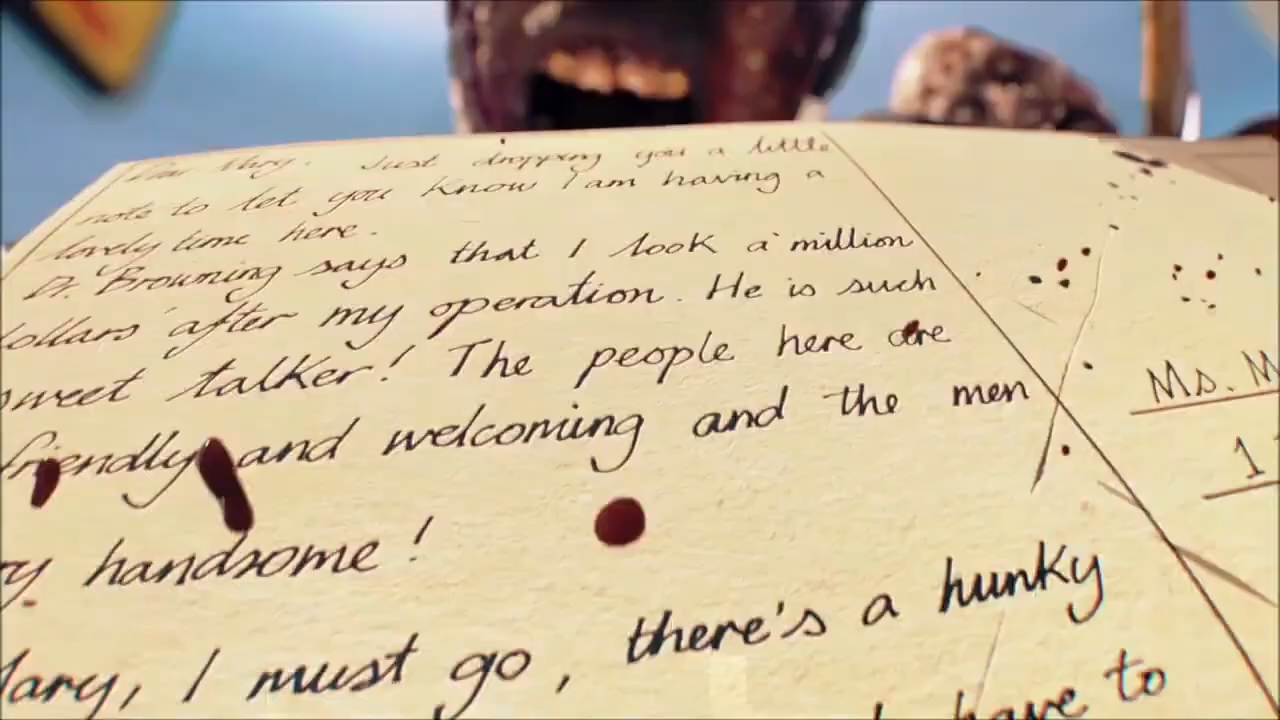 Dear Mary. Just dropping you a little
note to let you know I am having a
lovely time here.
Dr. Browning says that I look a 'million
dollars' after my operation. He is such
sweet talker! The people here are
friendly and welcoming and the men
ry handsome!
Mary, I must go, there's a hunky
have to
Ms. M
1